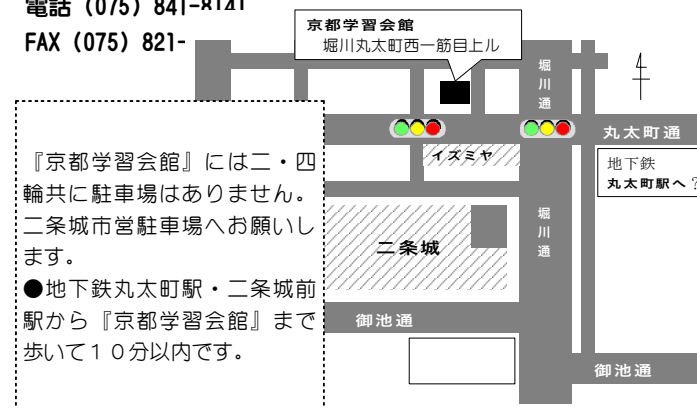 電話（075）841-8141
FAX（075）821-
京都学習会館
堀川丸太町西一筋目上ル
堀川通
丸太町通
イズミヤ
地下鉄
丸太町駅へ
『京都学習会館』には二・四
輪共に駐車場はありません。
二条城市営駐車場へお願いし
ます。
●地下鉄丸太町駅・二条城前
駅から『京都学習会館』まで
歩いて１０分以内です。
堀川通
二条城
御池通
御池通